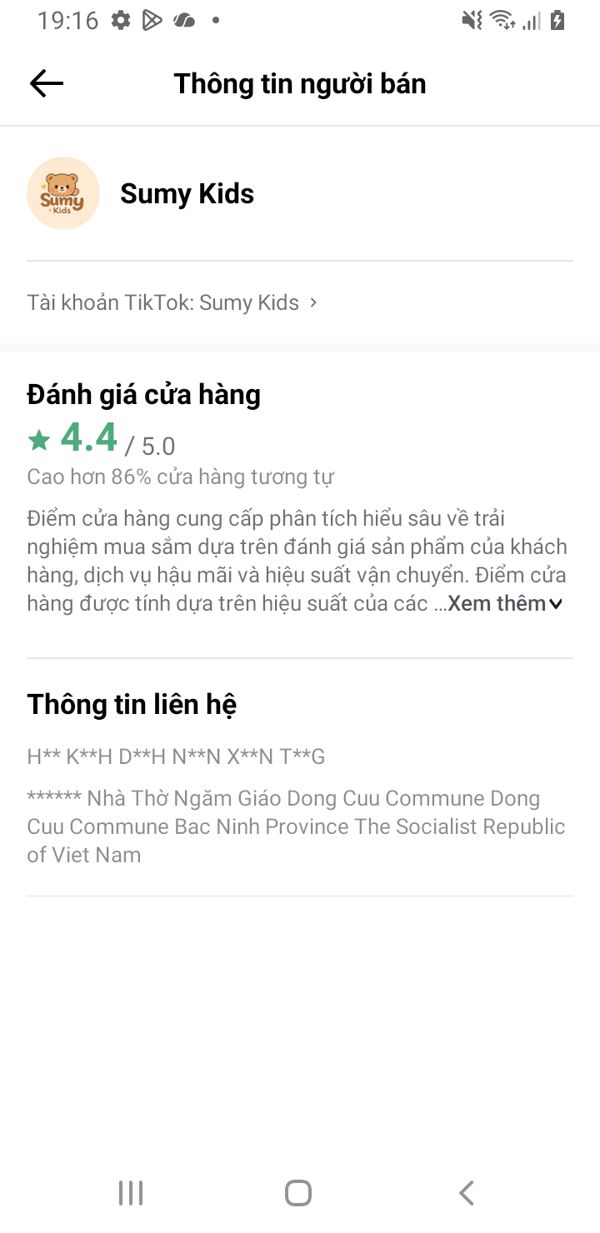 19:16
Thông tin người bán
Sumy
Kids
Sumy Kids
Tài khoản TikTok: Sumy Kids
Đánh giá cửa hàng
4.4 / 5.0
Cao hơn 86% cửa hàng tương tự
Điểm cửa hàng cung cấp phân tích hiểu sâu về trải
nghiệm mua sắm dựa trên đánh giá sản phẩm của khách
hàng, dịch vụ hậu mãi và hiệu suất vận chuyển. Điểm cửa
hàng được tính dựa trên hiệu suất của các ...Xem thêm
Thông tin liên hệ
H** K**H D**H N**N X**N T**G
****** Nhà Thờ Ngăm Giáo Dong Cuu Commune Dong
Cuu Commune Bac Ninh Province The Socialist Republic
of Viet Nam